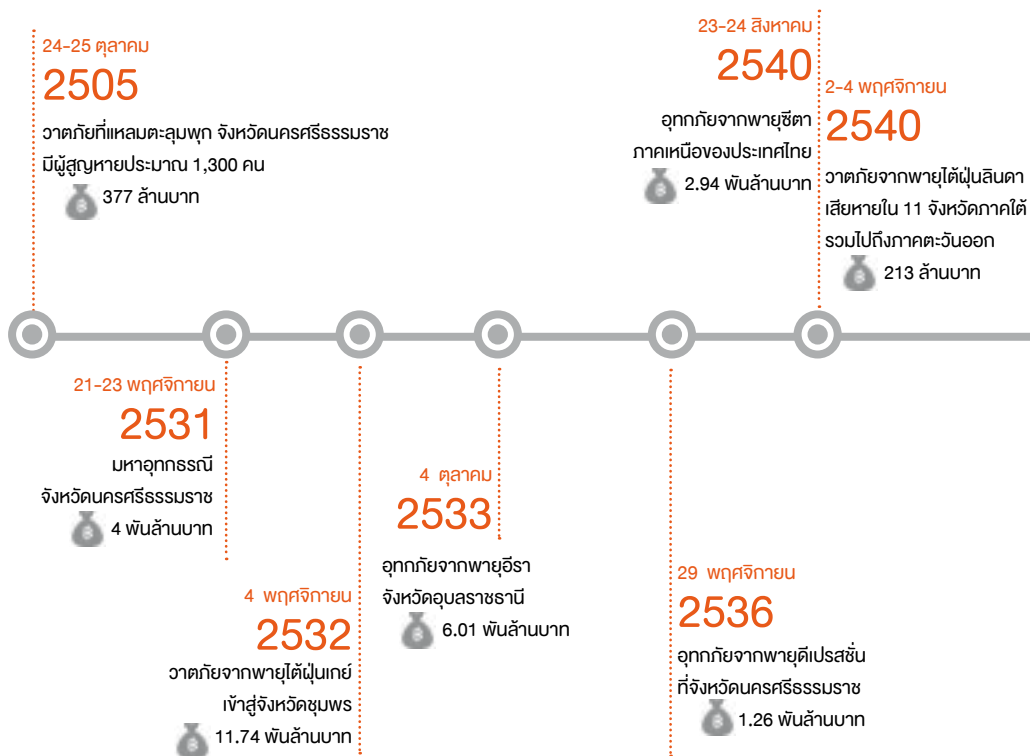 24-25 ตุลาคม
2505
วาตภัยที่แหลมตะลุมพุก จังหวัดนครศรีธรรมราช
มีผู้สูญหายประมาณ 1,300 คน
377 ล้านบาท
21-23 พฤศจิกายน
2531
มหาอุทกธรณี
จังหวัดนครศรีธรรมราช
4 พันล้านบาท
4 พฤศจิกายน
2532
วาตภัยจากพายุไต้ฝุ่นเกย์
เข้าสู่จังหวัดชุมพร
11.74 พันล้านบาท
4 ตุลาคม
2533
อุทกภัยจากพายุอีรา
จังหวัดอุบลราชธานี
6.01 พันล้านบาท
29 พฤศจิกายน
2536
อุทกภัยจากพายุดีเปรสชั่น
ที่จังหวัดนครศรีธรรมราช
1.26 พันล้านบาท
23-24 สิงหาคม
2540
อุทกภัยจากพายุซีตา
ภาคเหนือของประเทศไทย
2.94 พันล้านบาท
2-4 พฤศจิกายน
2540
วาตภัยจากพายุไต้ฝุ่นลินดา
เสียหายใน 11 จังหวัดภาคใต้
รวมไปถึงภาคตะวันออก
213 ล้านบาท